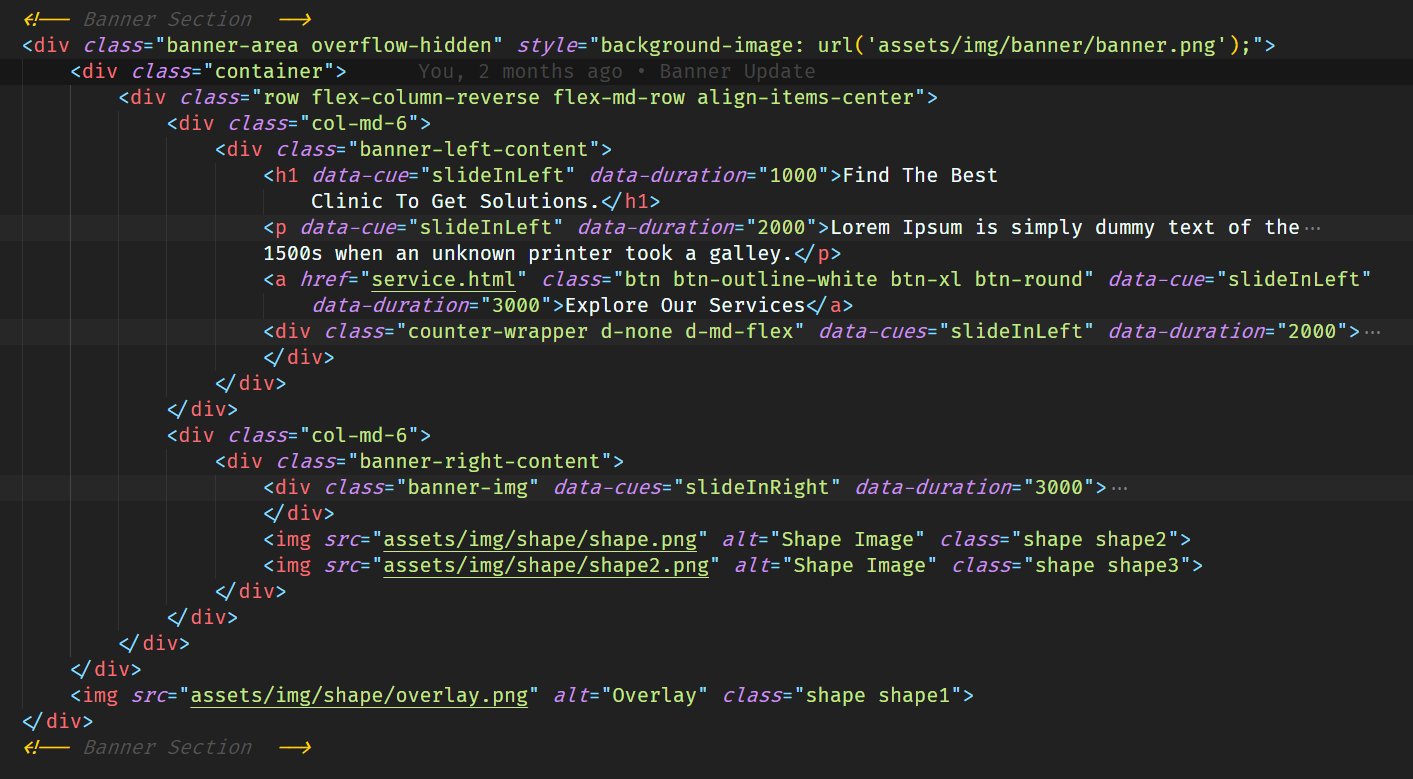 <!-- Banner Section  -->
<div class="banner-area overflow-hidden" style="background-image: url('assets/img/banner/banner.png');">
    <div class="container">      You, 2 months ago • Banner Update
        <div class="row flex-column-reverse flex-md-row align-items-center">
            <div class="col-md-6">
                <div class="banner-left-content">
                    <h1 data-cue="slideInLeft" data-duration="1000">Find The Best
                        Clinic To Get Solutions.</h1>
                    <p data-cue="slideInLeft" data-duration="2000">Lorem Ipsum is simply dummy text of the…
                    1500s when an unknown printer took a galley.</p>
                    <a href="service.html" class="btn btn-outline-white btn-xl btn-round" data-cue="slideInLeft"
                        data-duration="3000">Explore Our Services</a>
                    <div class="counter-wrapper d-none d-md-flex" data-cues="slideInLeft" data-duration="2000">…
                    </div>
                </div>
            </div>
            <div class="col-md-6">
                <div class="banner-right-content">
                    <div class="banner-img" data-cues="slideInRight" data-duration="3000">…
                    </div>
                    <img src="assets/img/shape/shape.png" alt="Shape Image" class="shape shape2">
                    <img src="assets/img/shape/shape2.png" alt="Shape Image" class="shape shape3">
                </div>
            </div>
        </div>
    </div>
    <img src="assets/img/shape/overlay.png" alt="Overlay" class="shape shape1">
</div>
<!-- Banner Section  -->